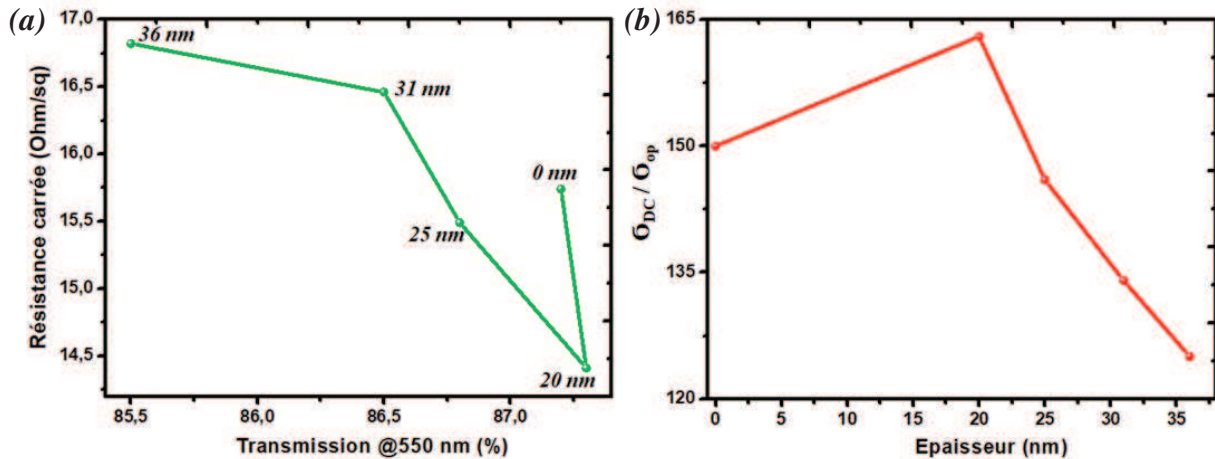 (a)
Résistance carrée (Ohm/sq)
17,0
16,5
16,0
15,5
15,0
14,5
36 nm
31 nm
0 nm
25 nm
20 nm
85,5 86,0 86,5 87,0
Transmission @550 nm (%)
(b)
σDC / σop
165
150
135
120
0 5 10 15 20 25 30 35
Epaisseur (nm)